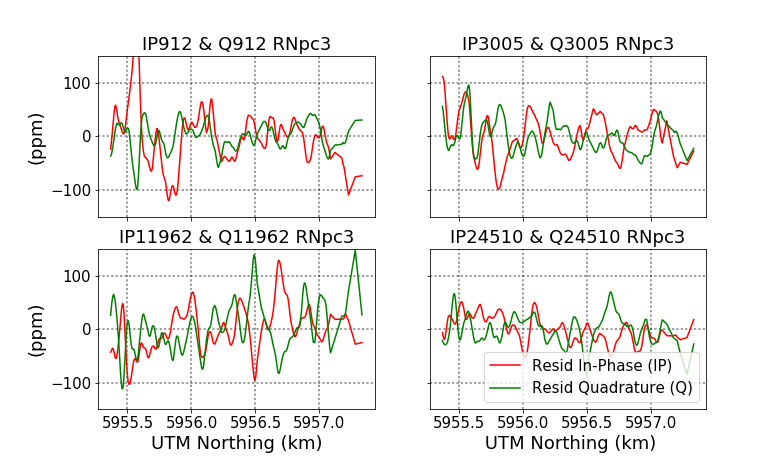 IP912 & Q912 RNpc3
IP3005 & Q3005 RNpc3
100
0
−100
(ppm)
IP11962 & Q11962 RNpc3
IP24510 & Q24510 RNpc3
100
0
−100
(ppm)
Resid In-Phase (IP)
Resid Quadrature (Q)
5955.5 5956.0 5956.5 5957.0
5955.5 5956.0 5956.5 5957.0
UTM Northing (km)
UTM Northing (km)